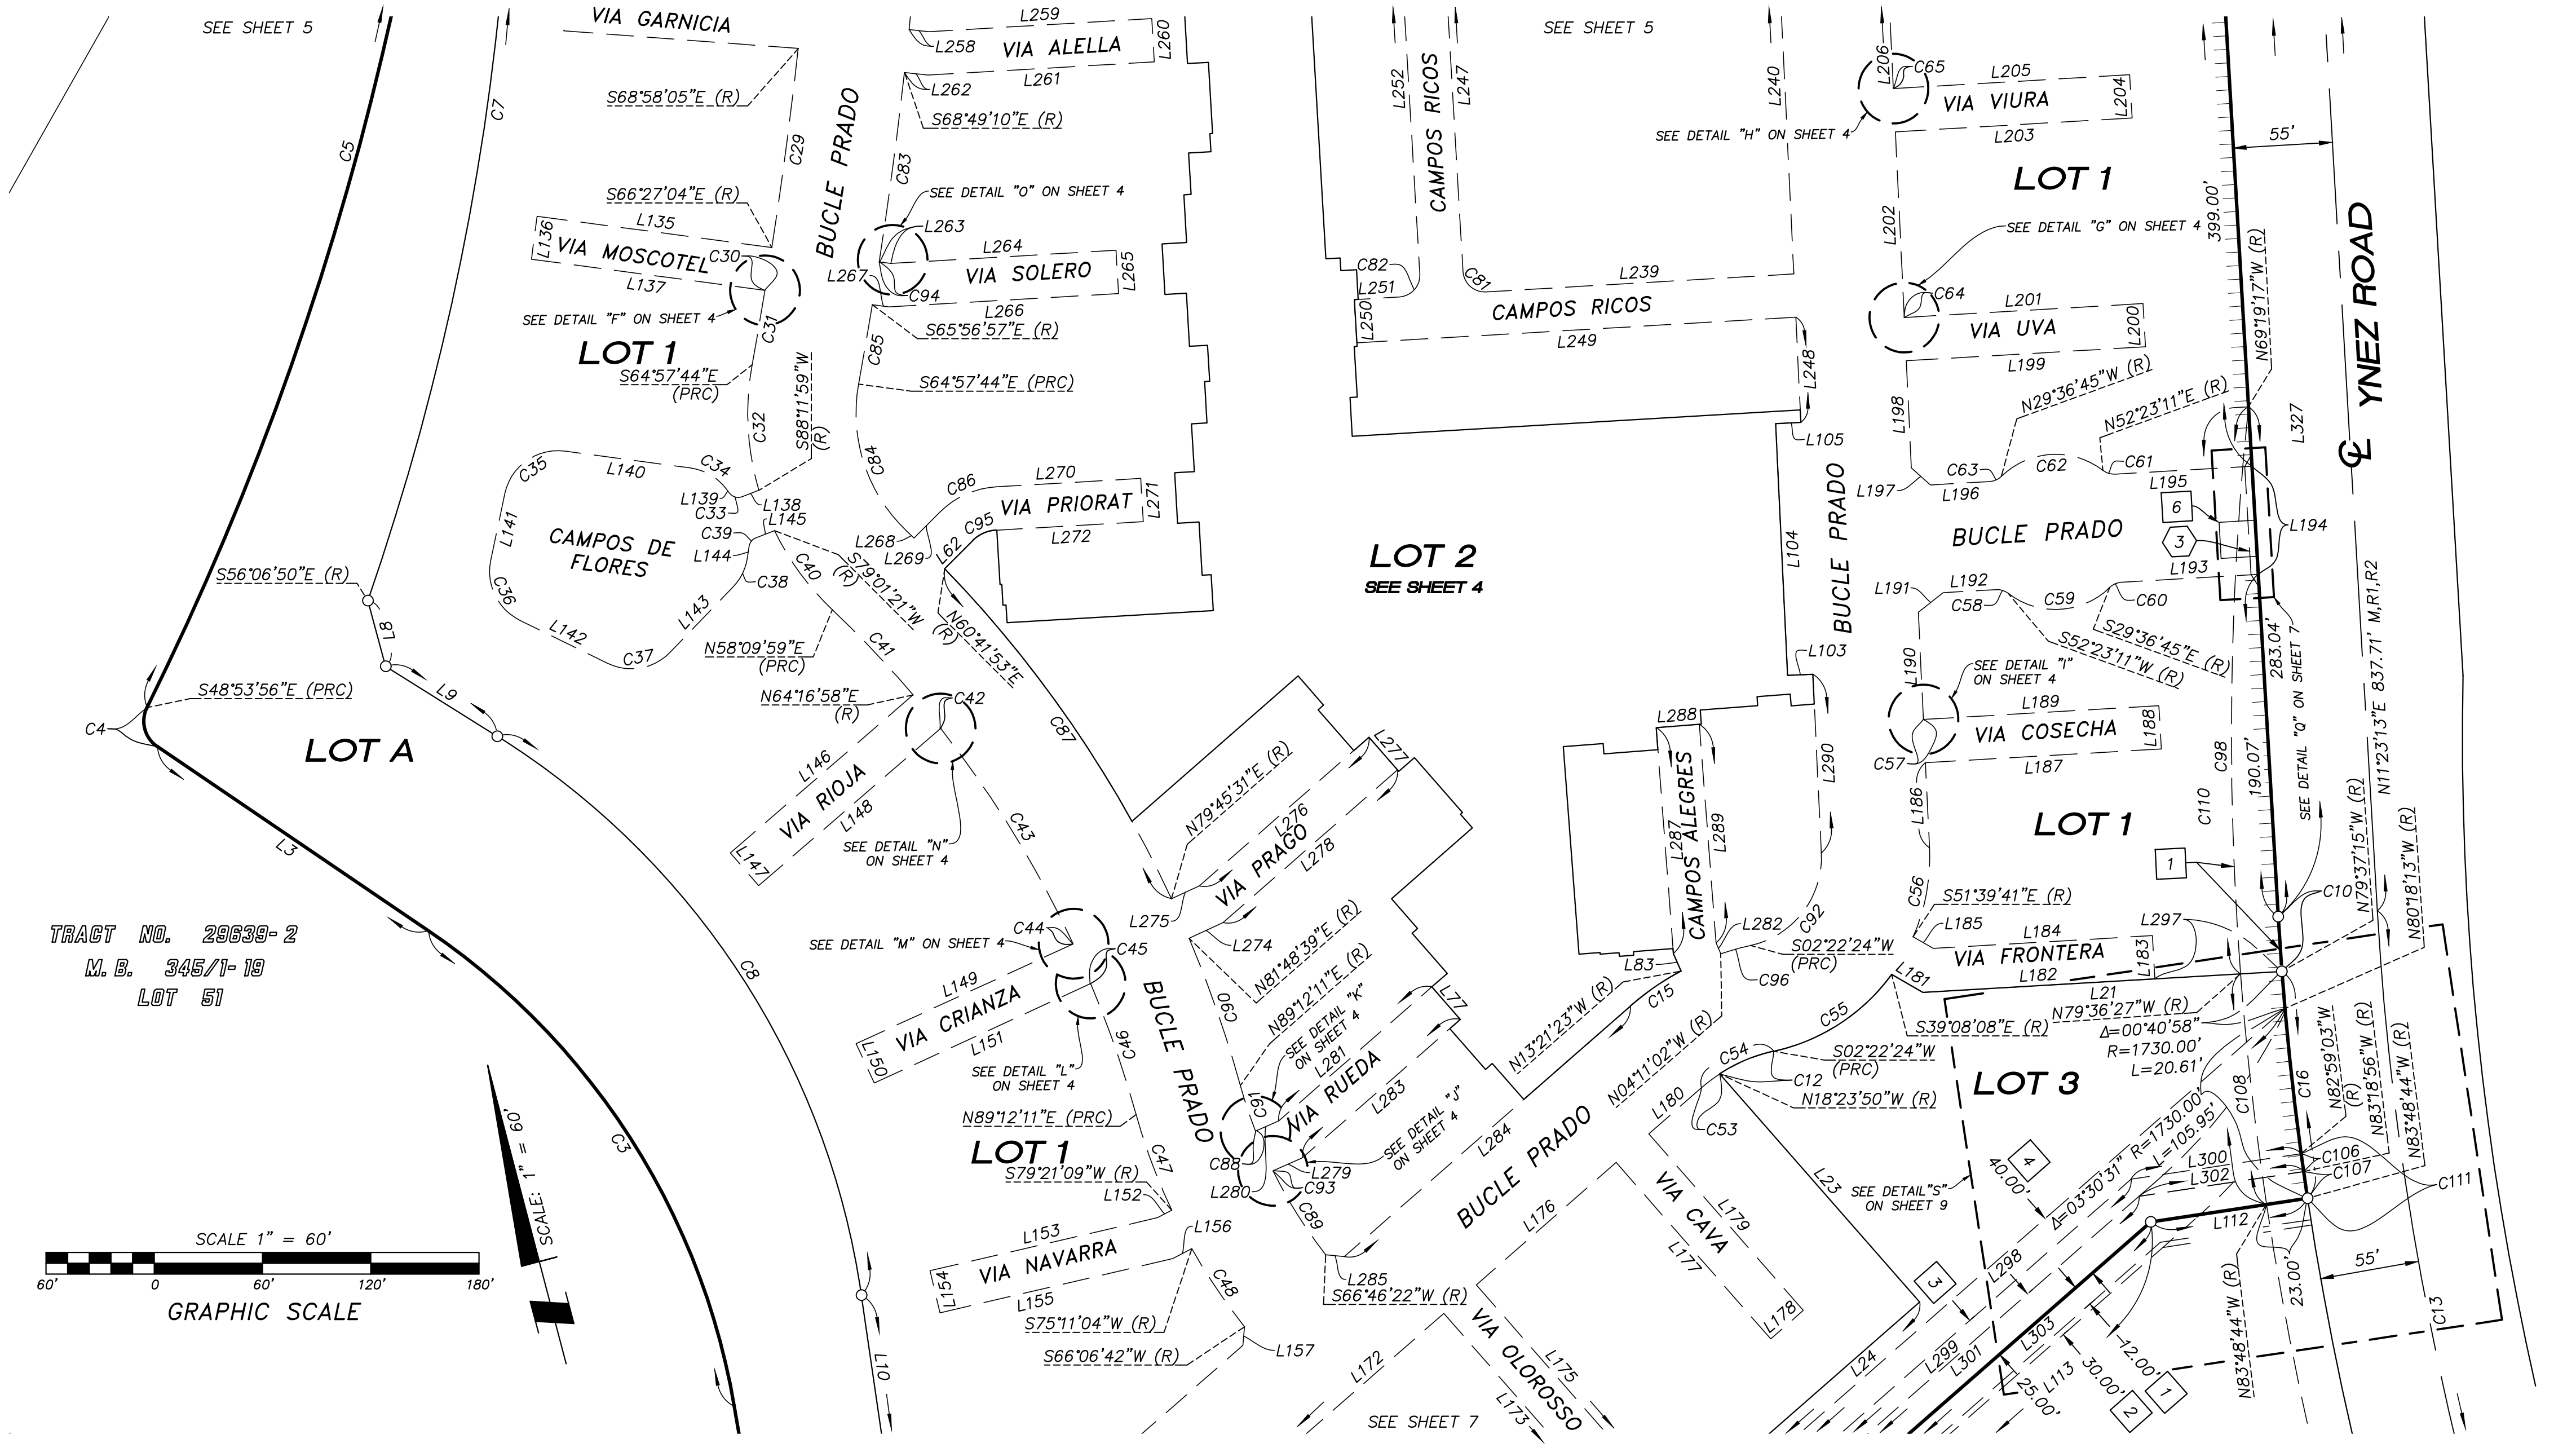 SEE SHEET 5
VIA GARNICIA
L259
L260
L258
VIA ALELLA
L261
L262
S68°58'05"E (R)
S68°49'10"E (R)
C5
C7
C29
BUCLE PRADO
C83
SEE DETAIL "O" ON SHEET 4
S66°27'04"E (R)
L135
L136
VIA MOSCOTEL
C30
L137
SEE DETAIL "F" ON SHEET 4
C31
L263
L264
VIA SOLERO
L265
L267
C94
L266
S65°56'57"E (R)
LOT 1
S64°57'44"E
(PRC)
C85
S64°57'44"E (PRC)
S88°11'59"W
(R)
C32
C84
C35
L140
C34
L139
C33
L138
L145
C39
L144
C38
L141
CAMPOS DE
FLORES
C36
L142
C37
L143
C40
S79°01'21"W
(R)
C86
L270
VIA PRIORAT
L271
L268
L269
L62
C95
L272
S56°06'50"E (R)
L8
L9
N58°09'59"E
(PRC)
C41
N60°41'53"E
(R)
C87
S48°53'56"E (PRC)
C4
LOT A
L3
N64°16'58"E
(R)
C42
L146
VIA RIOJA
L148
L147
SEE DETAIL "N"
ON SHEET 4
C43
C8
C3
TRACT NO. 29639-2
M.B. 345/1-19
LOT 51
C44
SEE DETAIL "M" ON SHEET 4
C45
L149
VIA CRIANZA
L150
L151
C46
SEE DETAIL "L"
ON SHEET 4
N89°12'11"E (PRC)
LOT 1
C47
S79°21'09"W (R)
L152
L153
VIA NAVARRA
L154
L155
L156
C48
S75°11'04"W (R)
S66°06'42"W (R)
L157
L10
SCALE: 1" = 60'
SCALE 1" = 60'
60'
0
60'
120'
180'
GRAPHIC SCALE
SEE SHEET 5
L252
CAMPOS RICOS
L247
L240
C82
L251
L250
C81
L239
CAMPOS RICOS
L249
L248
L105
LOT 2
SEE SHEET 4
L104
BUCLE PRADO
L103
L290
N79°45'31"E (R)
L277
L276
VIA PRAGO
L278
L275
L274
N81°48'39"E (R)
C90
BUCLE PRADO
N89°12'11"E (R)
SEE DETAIL "K"
ON SHEET 4
L281
C91
VIA RUEDA
L283
L77
SEE DETAIL "J"
ON SHEET 4
C88
L280
L279
C93
C89
L284
L285
S66°46'22"W (R)
L288
L287
CAMPOS ALEGRES
L289
L282
C92
S02°22'24"W
(PRC)
C96
L83
N13°21'23"W (R)
C15
N04°11'02"W (R)
C54
S02°22'24"W
(PRC)
C12
N18°23'50"W (R)
L180
C53
C55
BUCLE PRADO
L176
VIA CAVA
L179
L177
L178
VIA OLOROSSO
L175
L172
L173
SEE SHEET 7
L206
C65
L205
VIA VIURA
L204
SEE DETAIL "H" ON SHEET 4
L203
LOT 1
55'
L202
399.00'
SEE DETAIL "G" ON SHEET 4
C64
L201
VIA UVA
L200
L199
L198
N69°19'17"W (R)
YNEZ ROAD
N29°36'45"W (R)
N52°23'11"E (R)
L327
C63
C62
C61
L197
L196
L195
6
3
L194
BUCLE PRADO
L191
L192
L193
C58
C59
C60
S29°36'45"E (R)
S52°23'11"W (R)
L190
SEE DETAIL "I"
ON SHEET 4
L189
VIA COSECHA
L188
C57
L187
C98
190.07'
283.04'
SEE DETAIL "Q" ON SHEET 7
N11°23'13"E 837.71' M,R1,R2
LOT 1
C110
L186
1
C56
S51°39'41"E (R)
L185
C10
L297
N79°37'15"W (R)
N80°18'13"W (R)
L184
VIA FRONTERA
L183
L182
L181
L21
N79°36'27"W (R)
S39°08'08"E (R)
Δ=00°40'58"
R=1730.00'
L=20.61'
LOT 3
C108
C16
N82°59'03"W
(R)
N83°18'56"W (R)
N83°48'44"W (R)
L23
SEE DETAIL"S"
ON SHEET 9
4
40.00'
Δ=03°30'31" R=1730.00'
L=105.95'
L300
L302
C106
C107
C111
L112
L298
3
L24
L299
L301
L303
L113
12.00'
30.00'
25.00'
1
2
N83°48'44"W (R)
23.00'
55'
C13